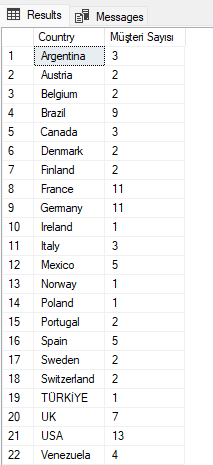 Results Messages
Country Müşteri Sayısı
1 Argentina 3
2 Austria 2
3 Belgium 2
4 Brazil 9
5 Canada 3
6 Denmark 2
7 Finland 2
8 France 11
9 Germany 11
10 Ireland 1
11 Italy 3
12 Mexico 5
13 Norway 1
14 Poland 1
15 Portugal 2
16 Spain 5
17 Sweden 2
18 Switzerland 2
19 TÜRKİYE 1
20 UK 7
21 USA 13
22 Venezuela 4